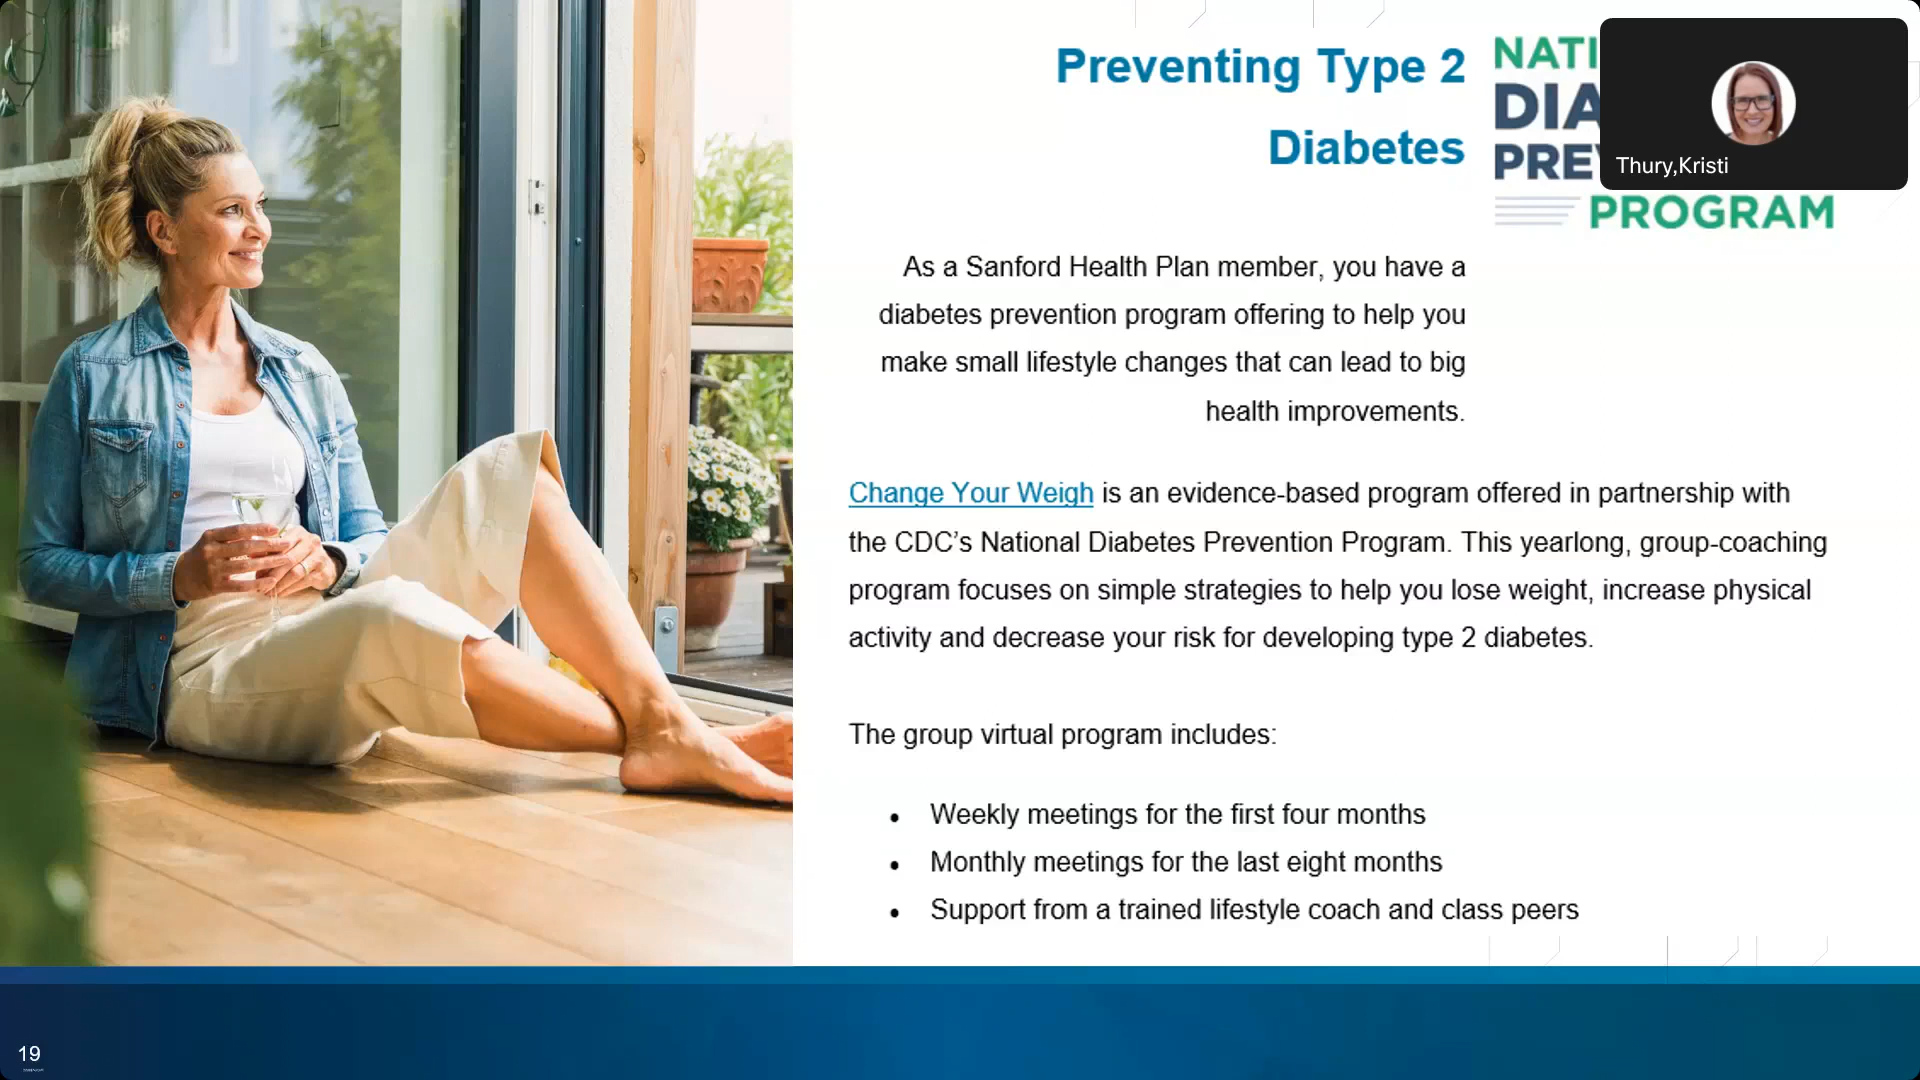 Preventing Type 2
Diabetes
NATI
DIA
PRE
PROGRAM
Thury,Kristi
As a Sanford Health Plan member, you have a
diabetes prevention program offering to help you
make small lifestyle changes that can lead to big
health improvements.
Change Your Weigh is an evidence-based program offered in partnership with
the CDC’s National Diabetes Prevention Program. This yearlong, group-coaching
program focuses on simple strategies to help you lose weight, increase physical
activity and decrease your risk for developing type 2 diabetes.
The group virtual program includes:
• Weekly meetings for the first four months
• Monthly meetings for the last eight months
• Support from a trained lifestyle coach and class peers
19